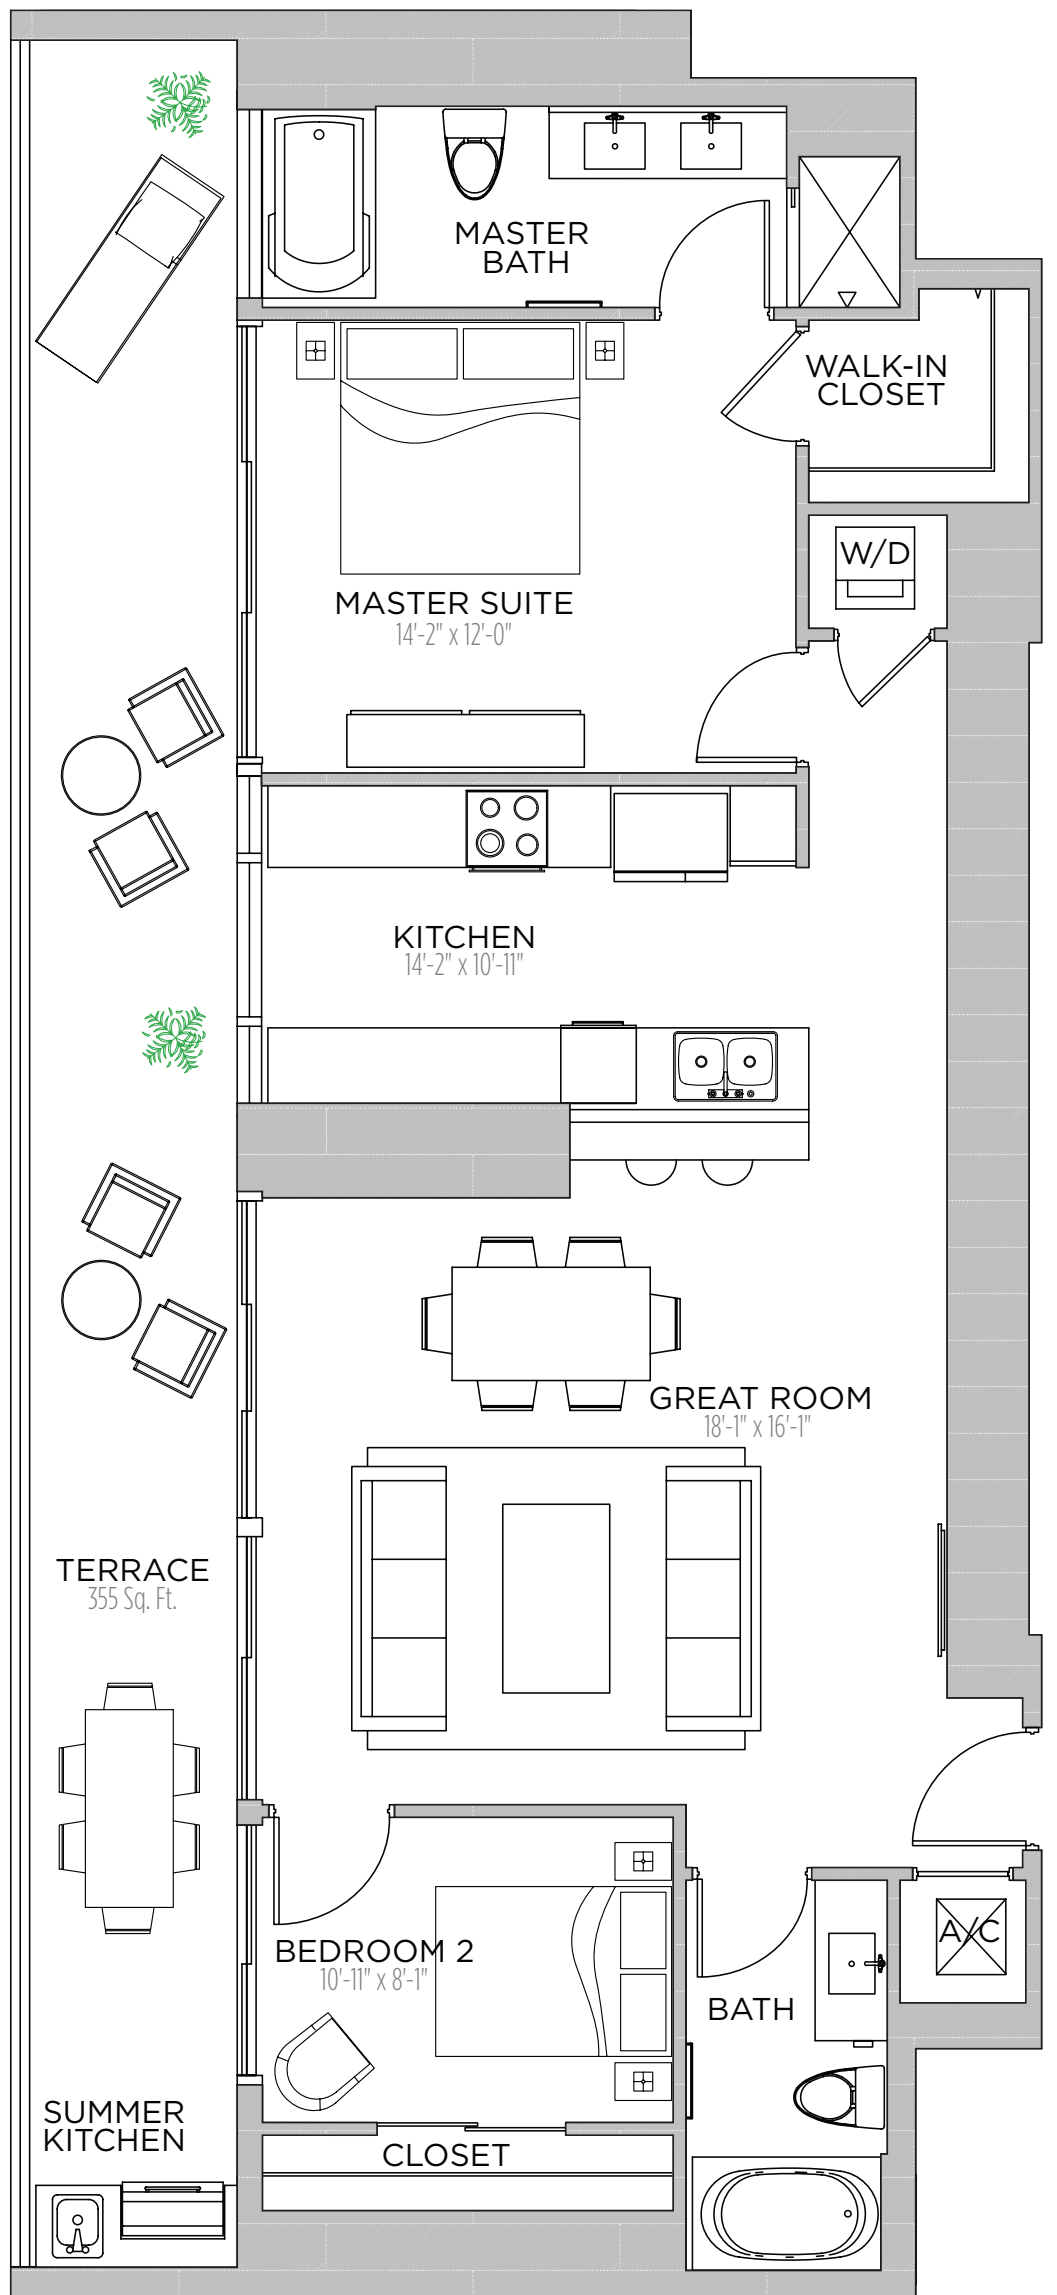 MASTER
BATH
WALK-IN
CLOSET
W/D
MASTER SUITE
14'-2" x 12'-0"
KITCHEN
14'-2" x 10'-11"
GREAT ROOM
18'-1" x 16'-1"
TERRACE
355 Sq. Ft.
A/C
BEDROOM 2
10'-11" x 8'-1"
BATH
SUMMER
KITCHEN
CLOSET